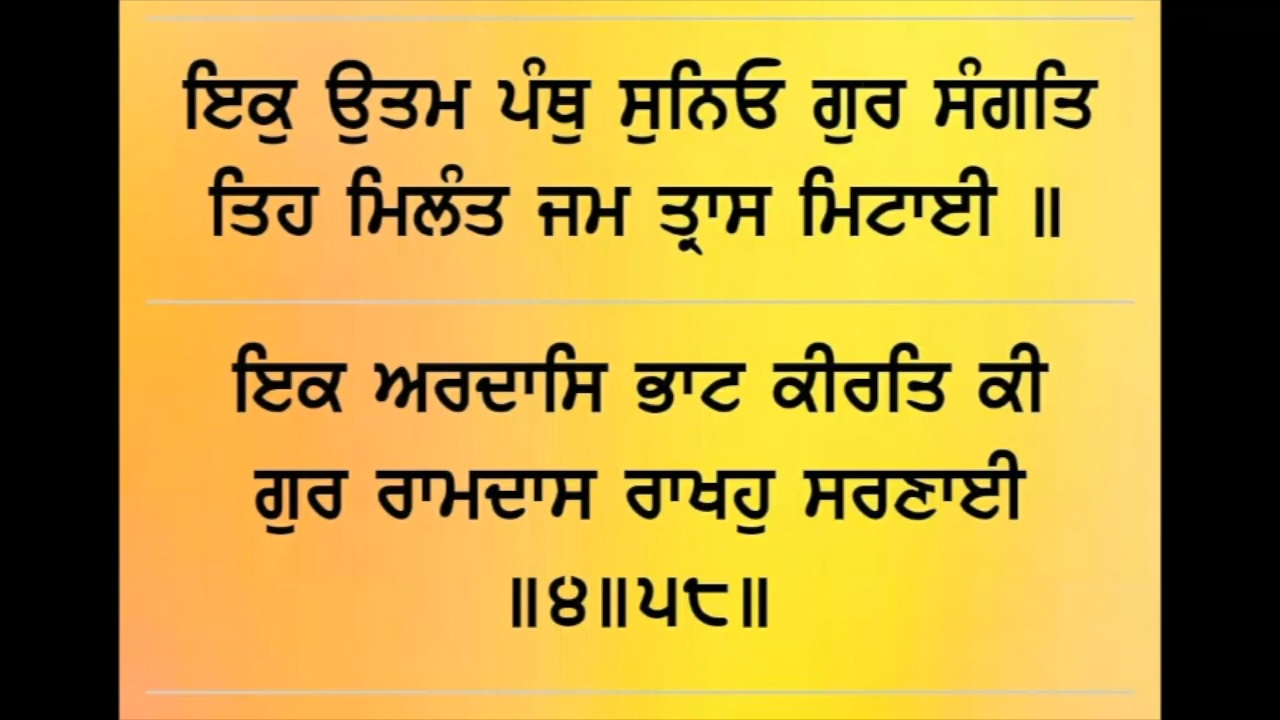 ਇਕੁ ਉਤਮ ਪੰਥੁ ਸੁਨਿਓ ਗੁਰ ਸੰਗਤਿ
ਤਿਹ ਮਿਲੰਤ ਜਮ ਤ੍ਰਾਸ ਮਿਟਾਈ ॥
ਇਕ ਅਰਦਾਸਿ ਭਾਟ ਕੀਰਤਿ ਕੀ
ਗੁਰ ਰਾਮਦਾਸ ਰਾਖਹੁ ਸਰਣਾਈ
॥੪॥੫੮॥